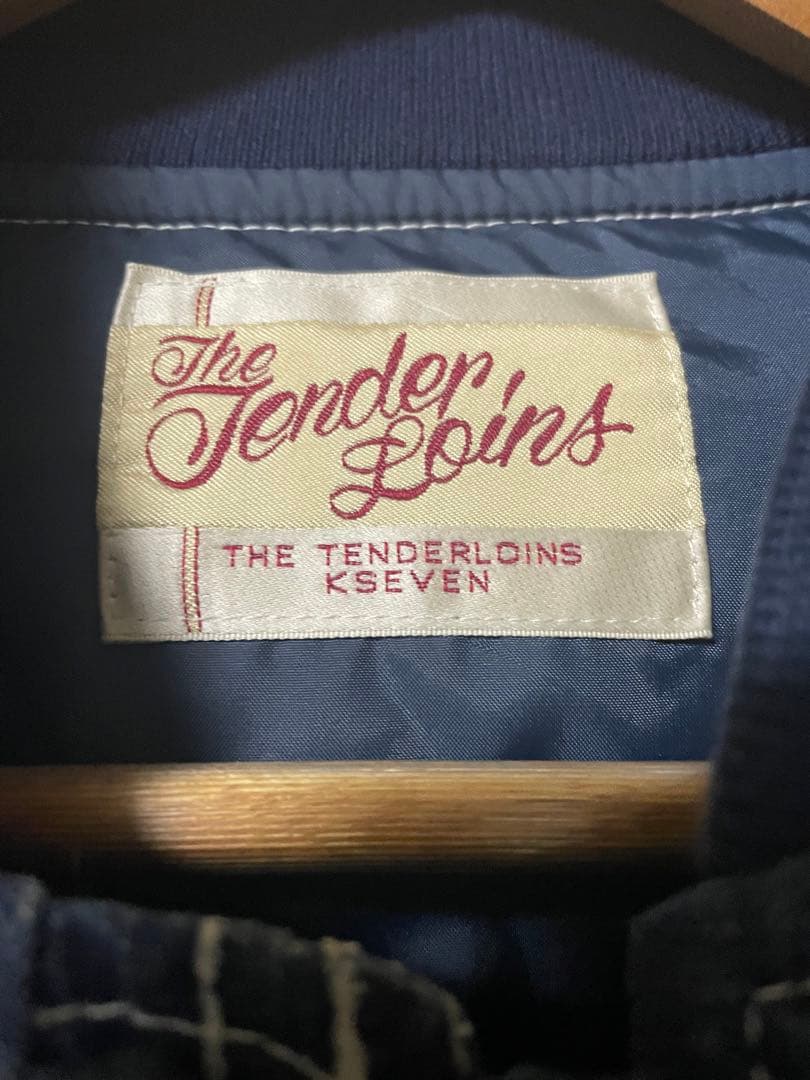 The
Tender
Loins
THE TENDERLOINS
KSEVEN